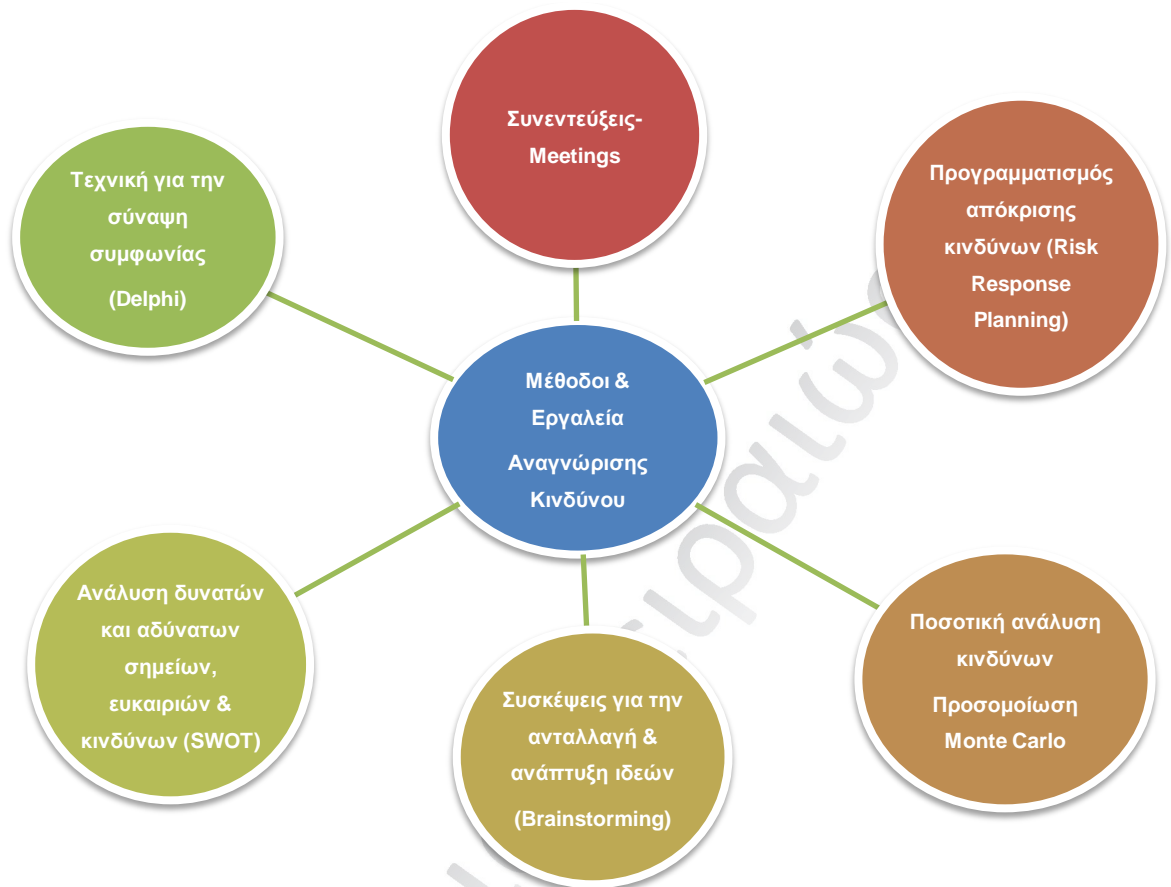 Συνεντεύξεις-
Meetings
Προγραμματισμός
απόκρισης
κινδύνων (Risk
Response
Planning)
Ποσοτική ανάλυση
κινδύνων
Προσομοίωση
Monte Carlo
Συσκέψεις για την
ανταλλαγή &
ανάπτυξη ιδεών
(Brainstorming)
Ανάλυση δυνατών
και αδύνατων
σημείων,
ευκαιριών &
κινδύνων (SWOT)
Τεχνική για την
σύναψη
συμφωνίας
(Delphi)
Μέθοδοι &
Εργαλεία
Αναγνώρισης
Κινδύνου